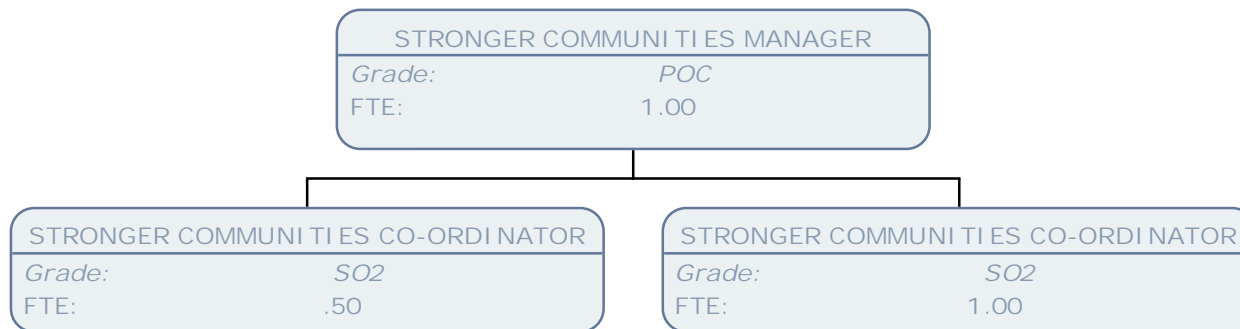 STRONGER COMMUNITIES MANAGER
Grade: POC
FTE: 1.00
STRONGER COMMUNITIES CO-ORDINATOR
Grade: SO2
FTE: .50
STRONGER COMMUNITIES CO-ORDINATOR
Grade: SO2
FTE: 1.00